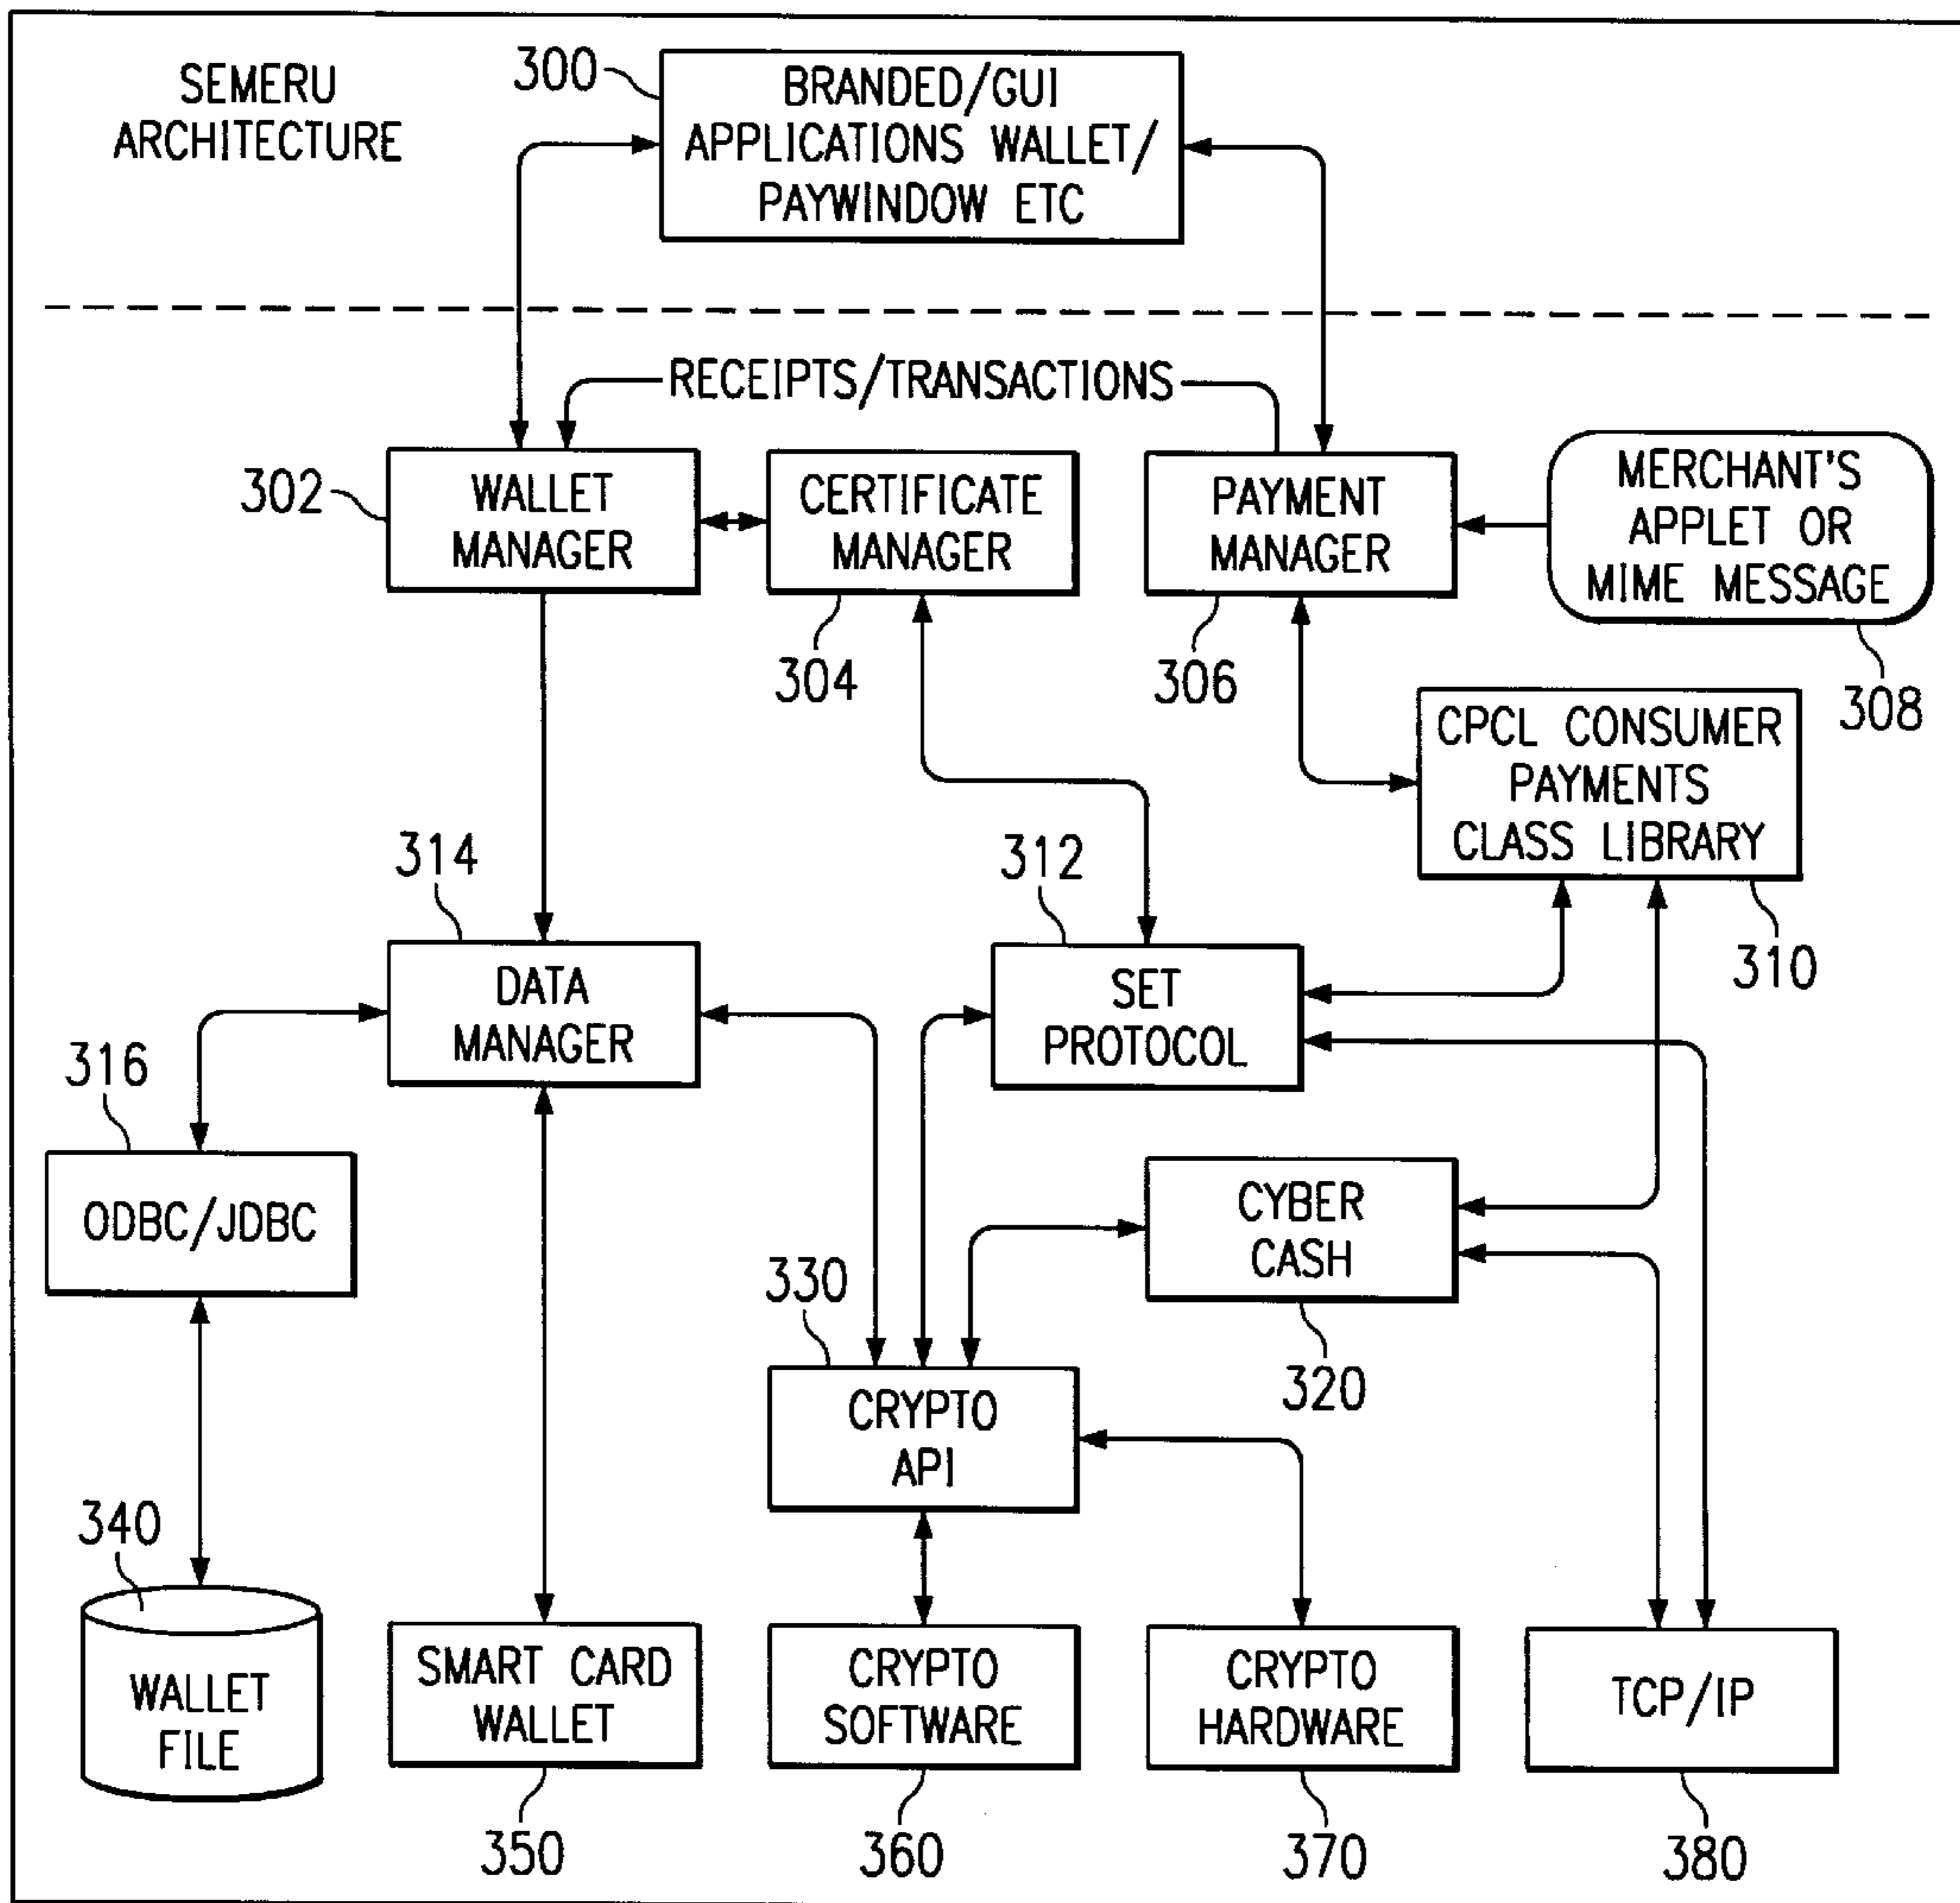 SEMERU
ARCHITECTURE
300
BRANDED/GUI
APPLICATIONS WALLET/
PAYWINDOW ETC
RECEIPTS/TRANSACTIONS
302
WALLET
MANAGER
CERTIFICATE
MANAGER
304
PAYMENT
MANAGER
306
MERCHANT'S
APPLET OR
MIME MESSAGE
308
CPCL CONSUMER
PAYMENTS
CLASS LIBRARY
310
314
DATA
MANAGER
312
SET
PROTOCOL
316
ODBC/JDBC
CYBER
CASH
320
330
CRYPTO
API
340
WALLET
FILE
SMART CARD
WALLET
350
CRYPTO
SOFTWARE
360
CRYPTO
HARDWARE
370
TCP/IP
380